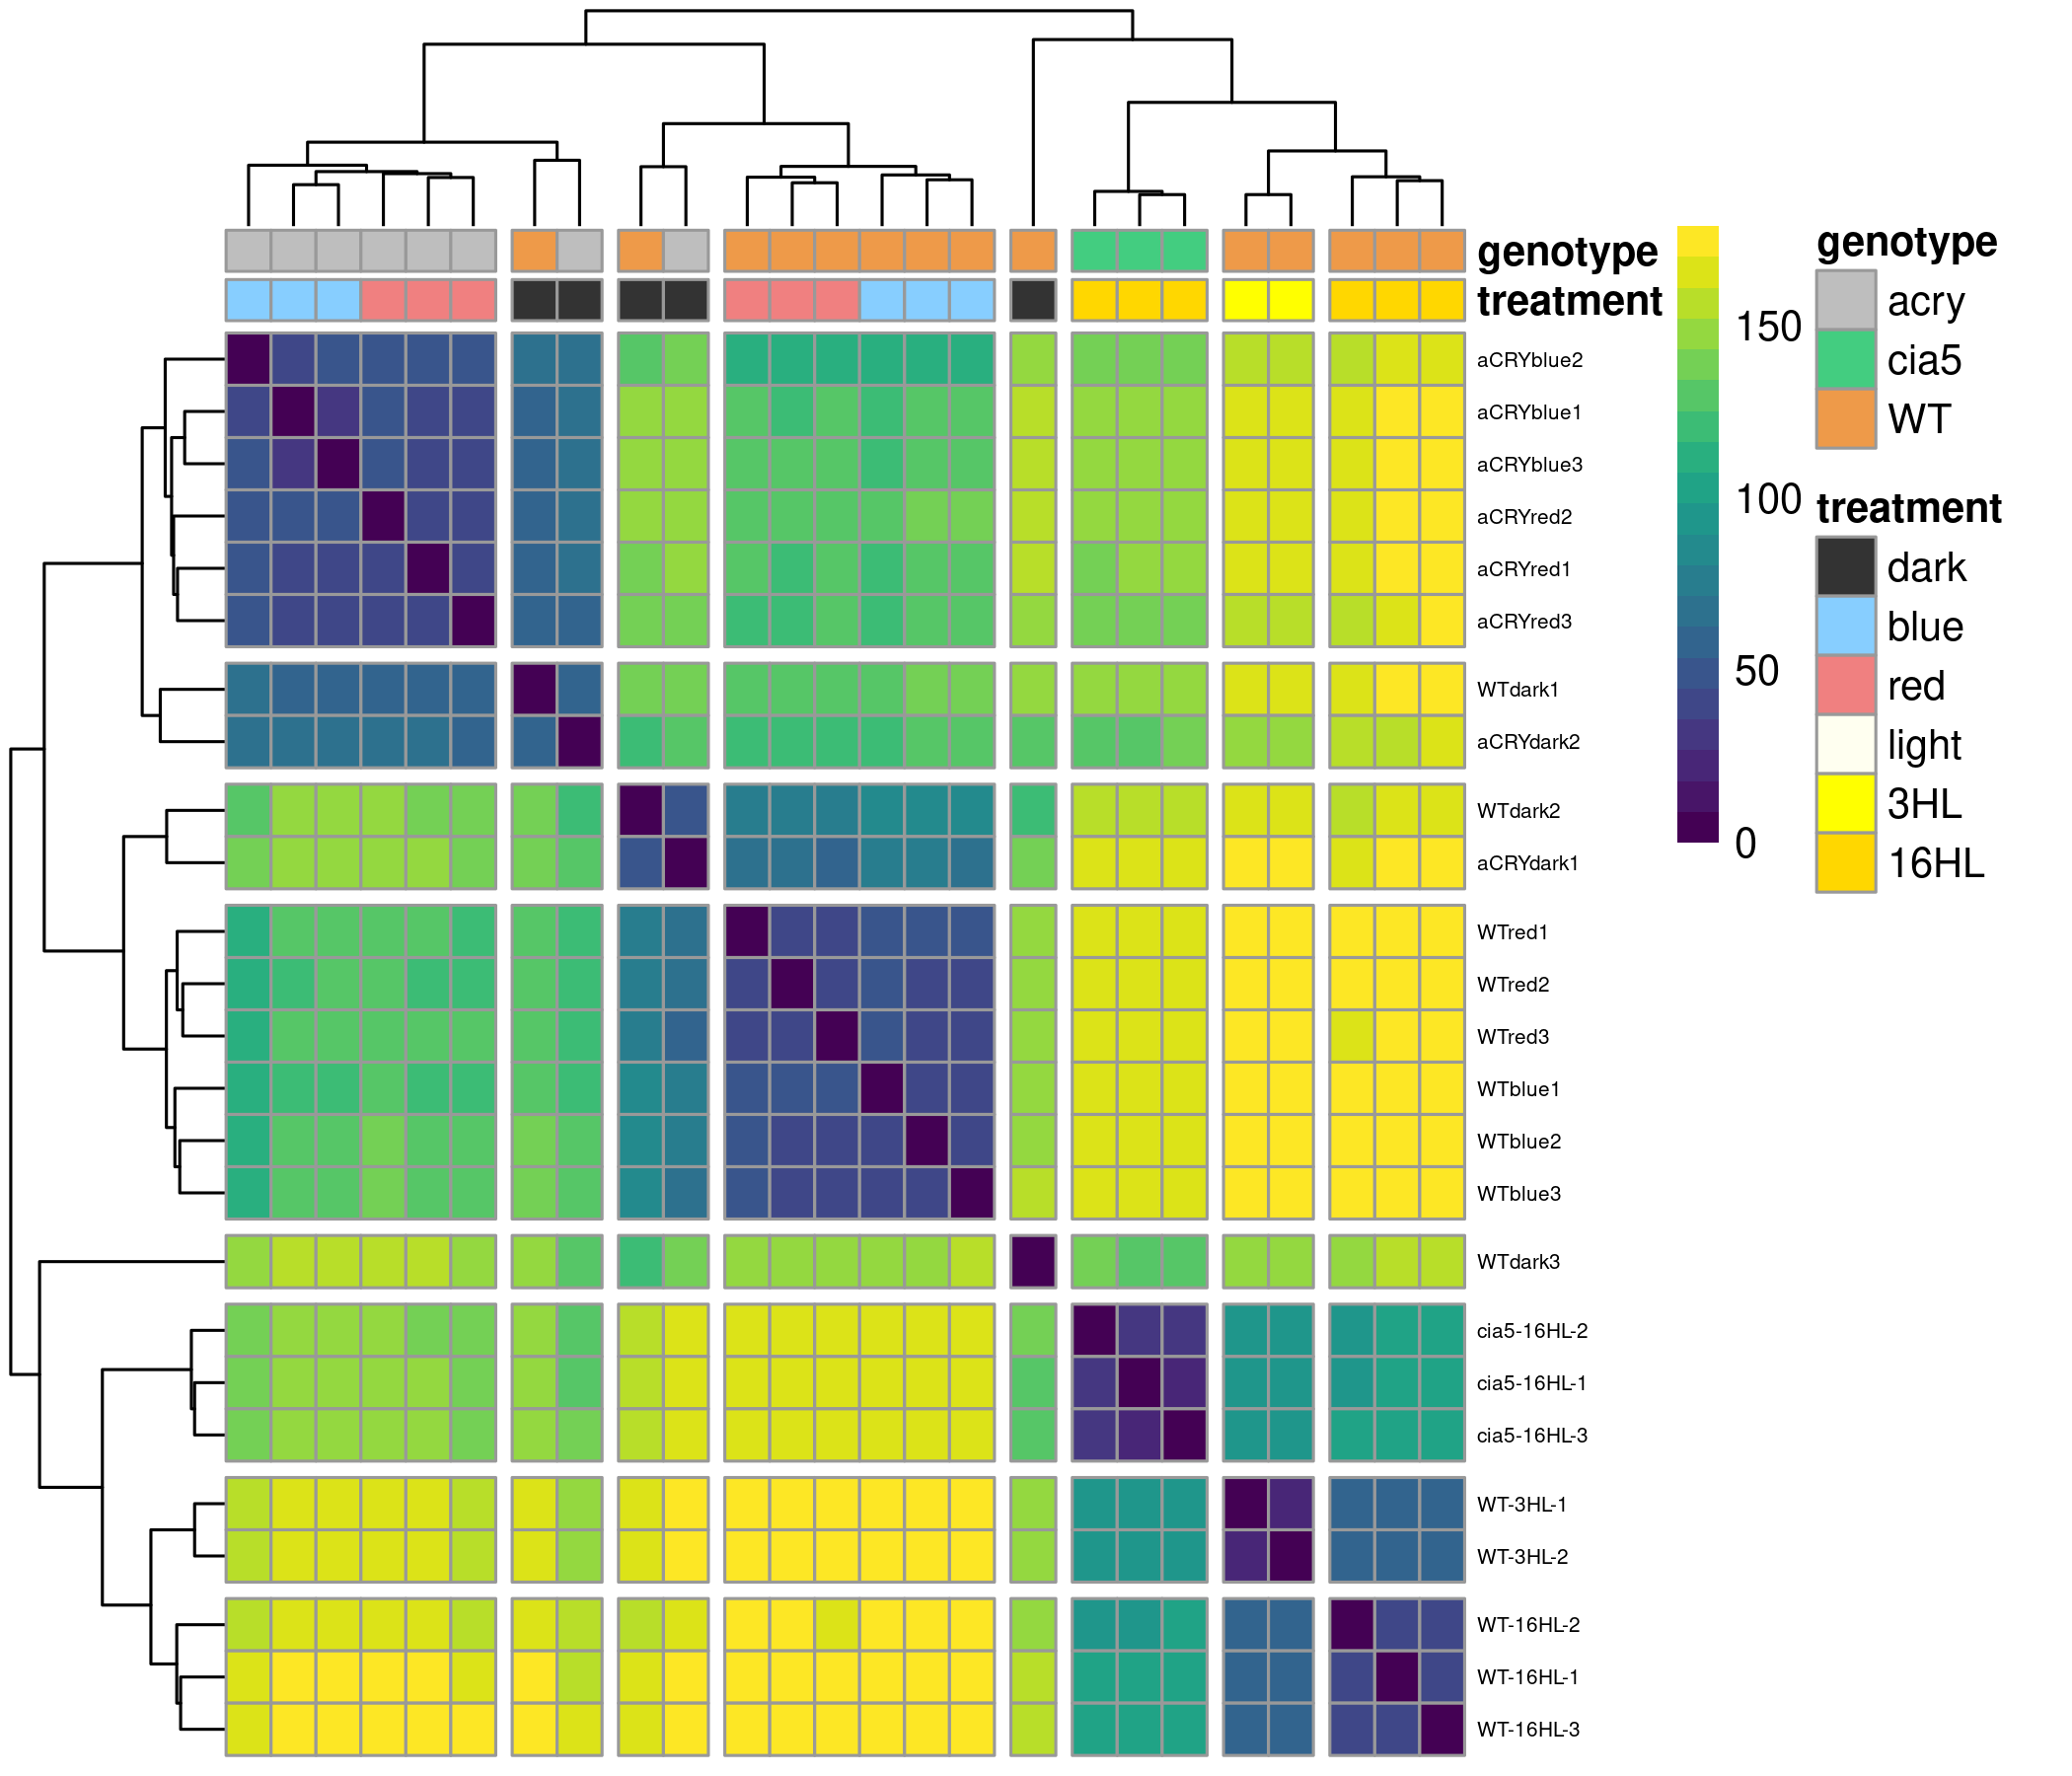 genotype
treatment
aCRYblue2
aCRYblue1
aCRYblue3
aCRYred2
aCRYred1
aCRYred3
WTdark1
aCRYdark2
WTdark2
aCRYdark1
WTred1
WTred2
WTred3
WTblue1
WTblue2
WTblue3
WTdark3
cia5-16HL-2
cia5-16HL-1
cia5-16HL-3
WT-3HL-1
WT-3HL-2
WT-16HL-2
WT-16HL-1
WT-16HL-3
150
100
50
0
genotype
acry
cia5
WT
treatment
dark
blue
red
light
3HL
16HL